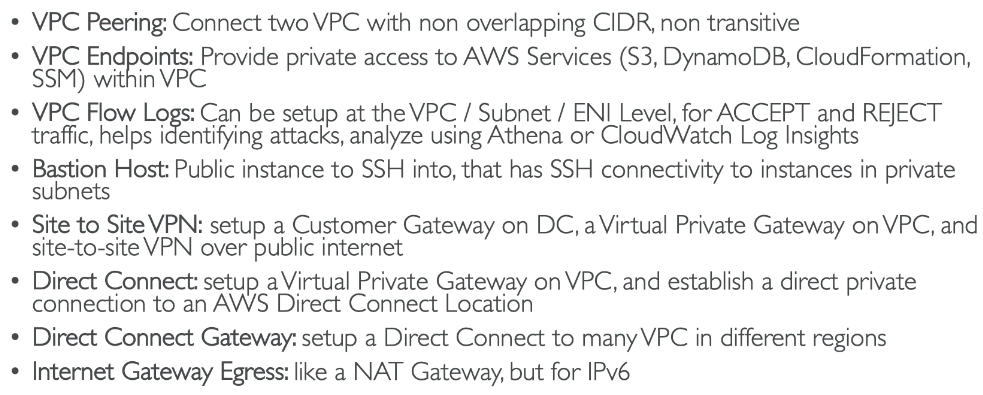 • VPC Peering: Connect two VPC with non overlapping CIDR, non transitive
• VPC Endpoints: Provide private access to AWS Services (S3, DynamoDB, CloudFormation,
SSM) within VPC
• VPC Flow Logs: Can be setup at the VPC / Subnet / ENI Level, for ACCEPT and REJECT
traffic, helps identifying attacks, analyze using Athena or CloudWatch Log Insights
• Bastion Host: Public instance to SSH into, that has SSH connectivity to instances in private
subnets
• Site to Site VPN: setup a Customer Gateway on DC, a Virtual Private Gateway on VPC, and
site-to-site VPN over public internet
• Direct Connect: setup a Virtual Private Gateway on VPC, and establish a direct private
connection to an AWS Direct Connect Location
• Direct Connect Gateway: setup a Direct Connect to many VPC in different regions
• Internet Gateway Egress: like a NAT Gateway, but for IPv6